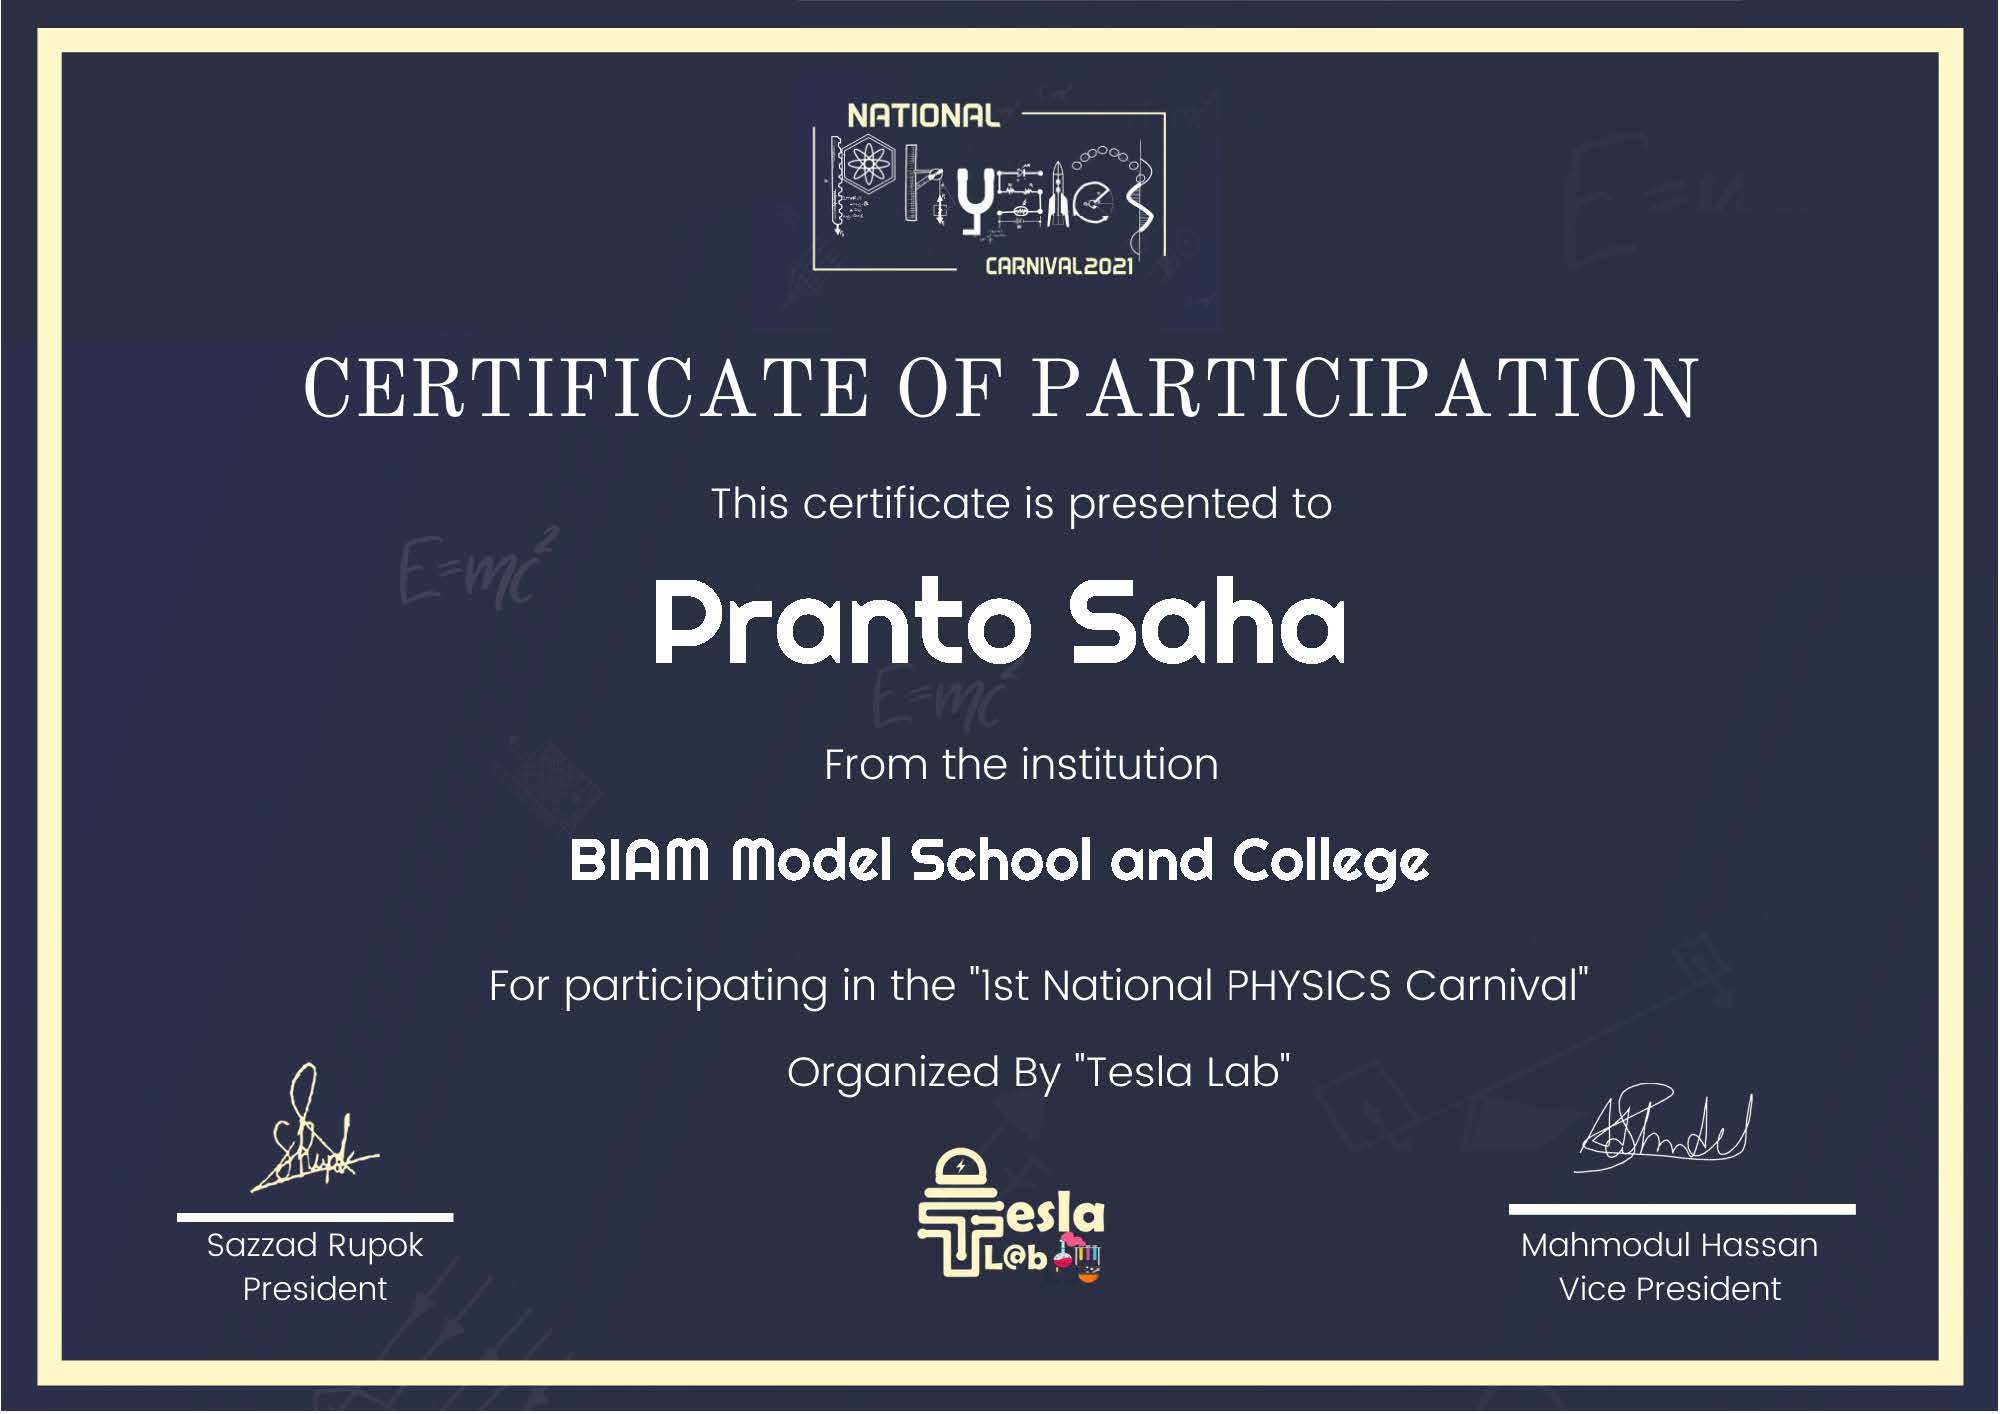 NATIONAL
Physics
CARNIVAL2021
CERTIFICATE OF PARTICIPATION
This certificate is presented to
E=mc²
Pranto Saha
E=mc²
From the institution
BIAM Model School and College
For participating in the "1st National PHYSICS Carnival"
Organized By "Tesla Lab"
Tesla
L@b
Sazzad Rupok
President
Mahmodul Hassan
Vice President